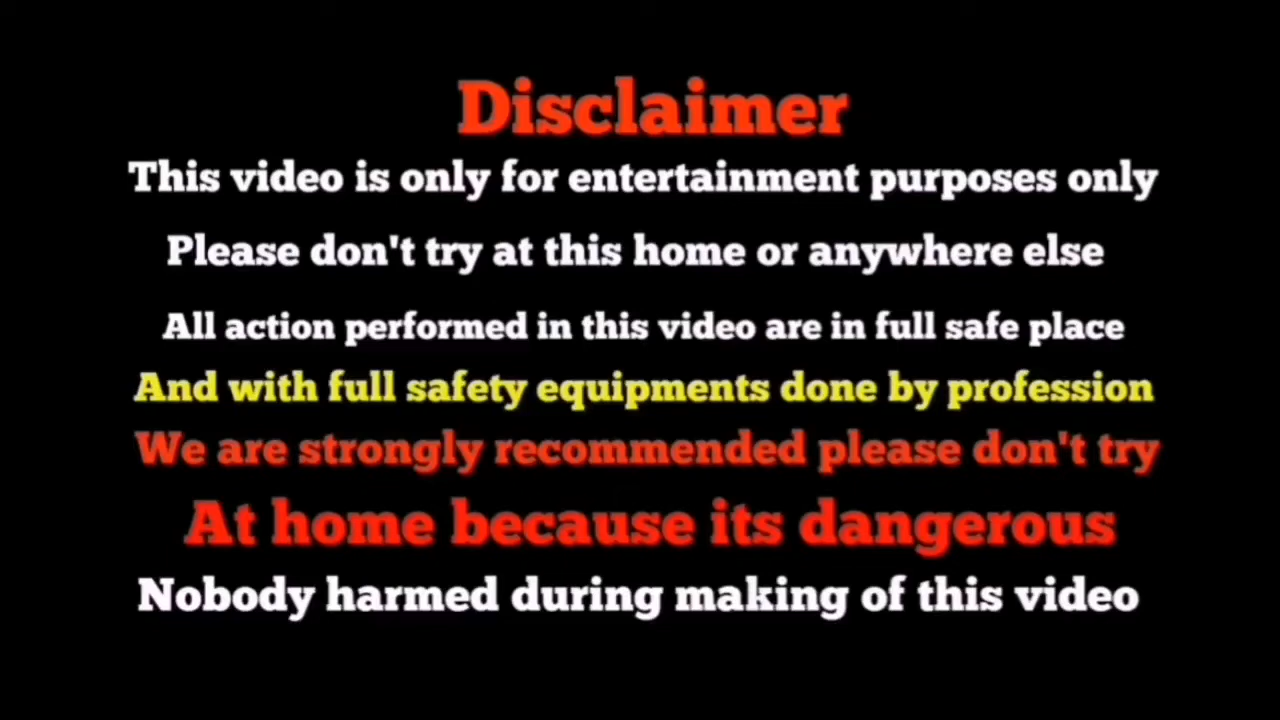 Disclaimer
This video is only for entertainment purposes only
Please don't try at this home or anywhere else
All action performed in this video are in full safe place
And with full safety equipments done by profession
We are strongly recommended please don't try
At home because its dangerous
Nobody harmed during making of this video